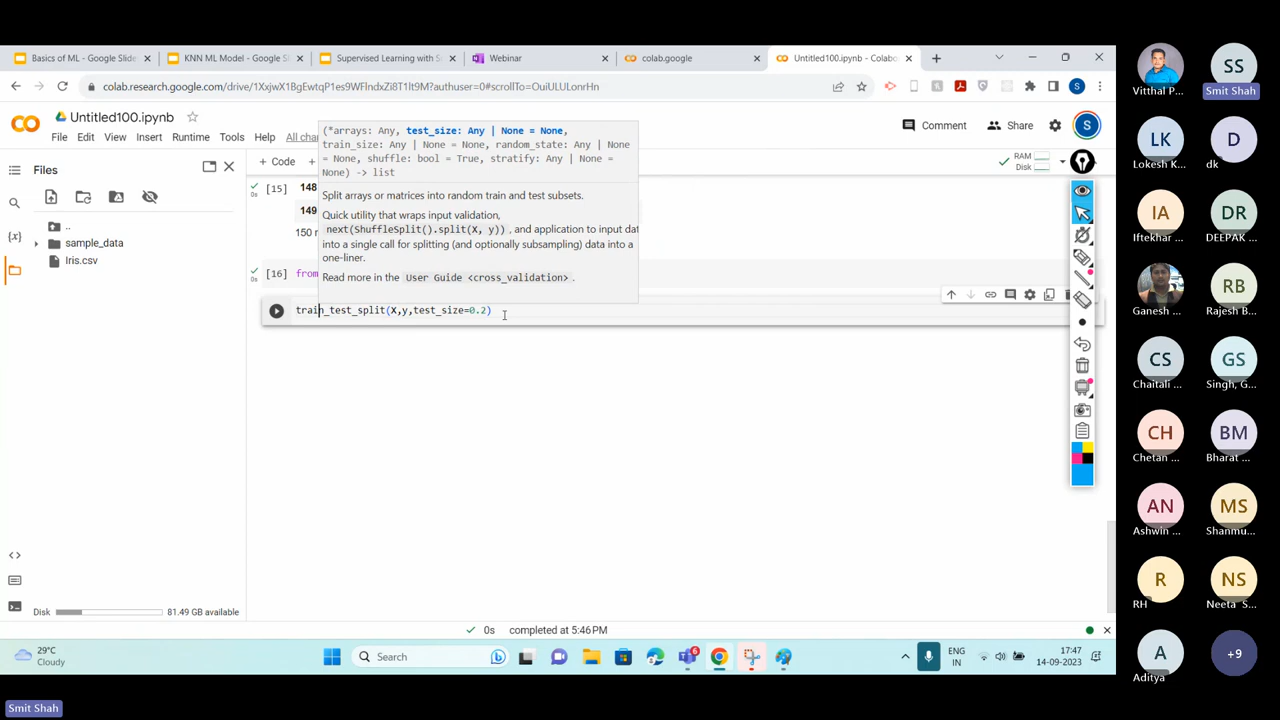 Basics of ML - Google Slide
KNN ML Model - Google Sl
Supervised Learning with S
Webinar
colab.google
Untitled100.ipynb - Colabo
colab.research.google.com/drive/1XxjwX1BgEwtqP1es9WFIndxZi8T1It9M?authuser=0#scrollTo=OuiULULonrHn
S
Untitled100.ipynb
File Edit View Insert Runtime Tools Help All chan
Comment
Share
S
+ Code +
RAM
Disk
Files
..
sample_data
Iris.csv
(*arrays: Any, test_size: Any | None = None,
train_size: Any | None = None, random_state: Any | None
= None, shuffle: bool = True, stratify: Any | None =
None) -> list
Split arrays or matrices into random train and test subsets.
Quick utility that wraps input validation,
next(ShuffleSplit().split(X, y)), and application to input dat
into a single call for splitting (and optionally subsampling) data into a
one-liner.
Read more in the User Guide <cross_validation>.
[15] 148
0s
149
150 r
[16] from
0s
train_test_split(X,y,test_size=0.2)
Disk
81.49 GB available
0s completed at 5:46 PM
29°C
Cloudy
Search
6
ENG
IN
17:47
14-09-2023
Vitthal P...
SS
Smit Shah
LK
Lokesh K...
D
dk
IA
Iftekhar ...
DR
DEEPAK ...
Ganesh ...
RB
Rajesh B...
CS
Chaitali ...
GS
Singh, G...
CH
Chetan ...
BM
Bharat ...
AN
Ashwin ...
MS
Shanmu...
R
RH
NS
Neeta S...
A
Aditya
+9
Smit Shah